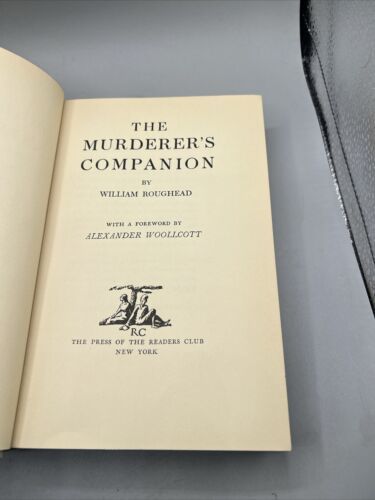 THE
MURDERER'S
COMPANION
BY
WILLIAM ROUGHEAD
WITH A FOREWORD BY
ALEXANDER WOOLLCOTT
RC
THE PRESS OF THE READERS CLUB
NEW YORK